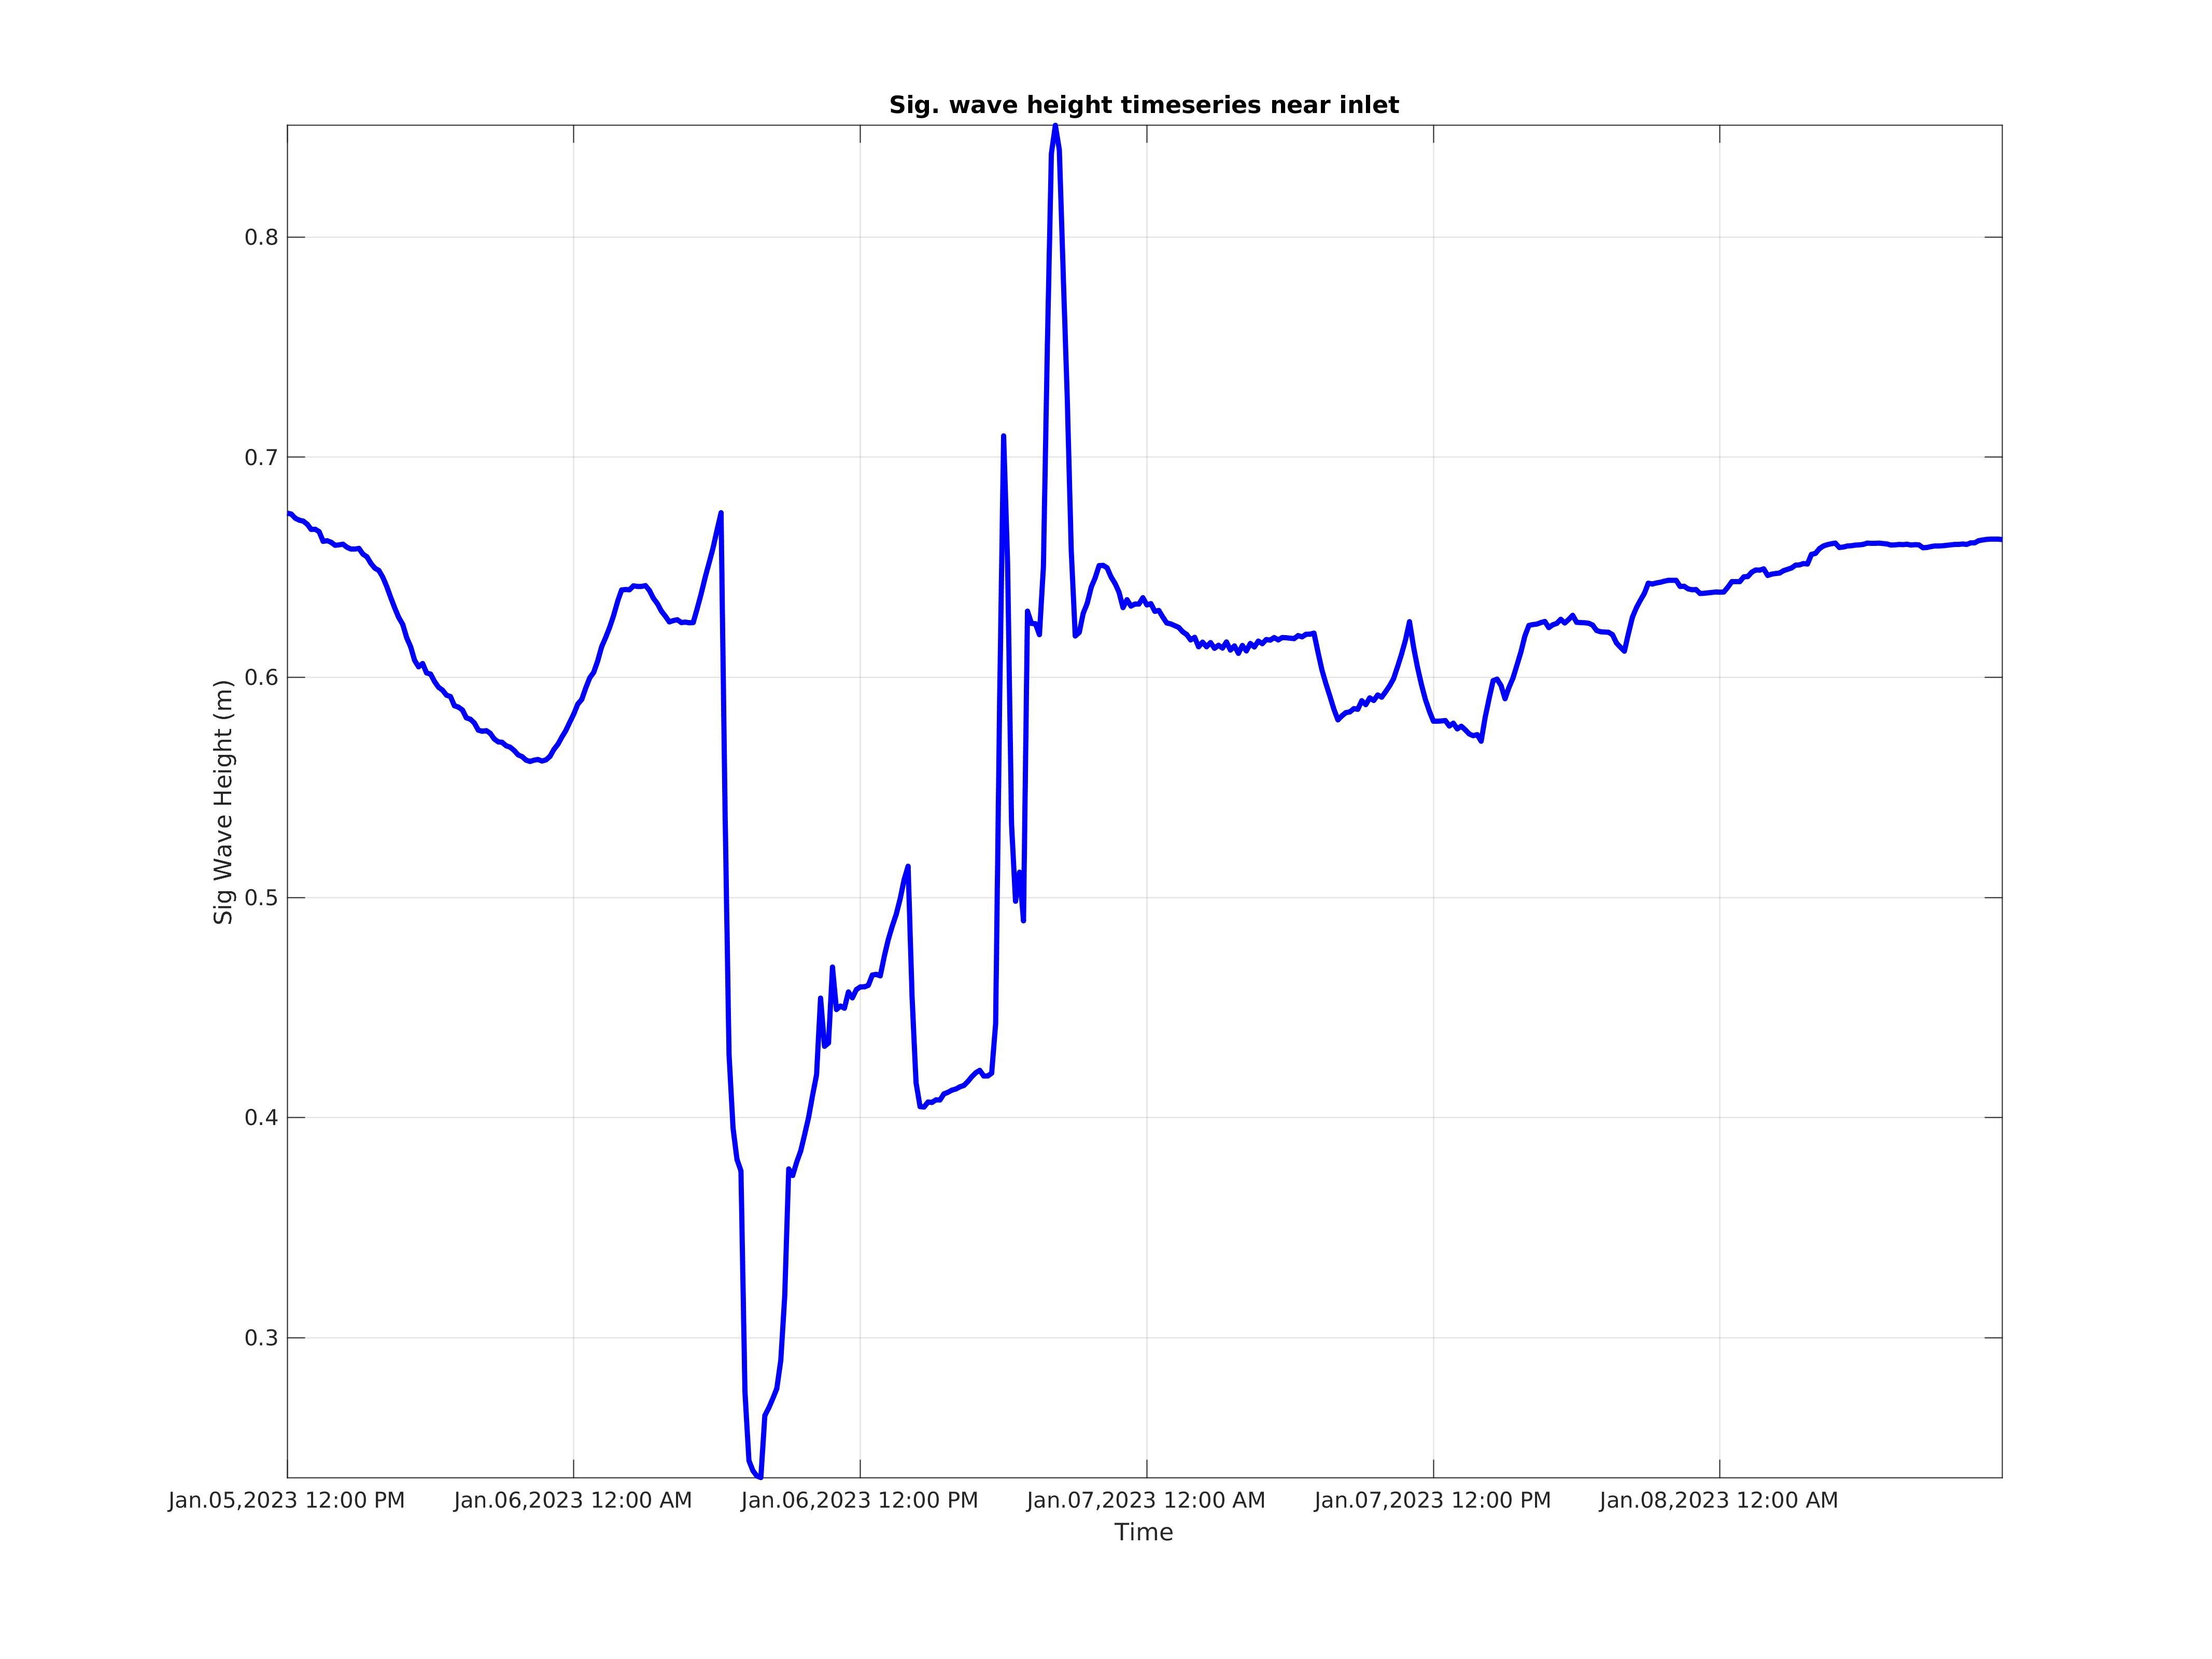 Sig. wave height timeseries near inlet
0.8
0.7
0.6
0.5
0.4
0.3
Sig Wave Height (m)
Jan.05,2023 12:00 PM
Jan.06,2023 12:00 AM
Jan.06,2023 12:00 PM
Jan.07,2023 12:00 AM
Jan.07,2023 12:00 PM
Jan.08,2023 12:00 AM
Time